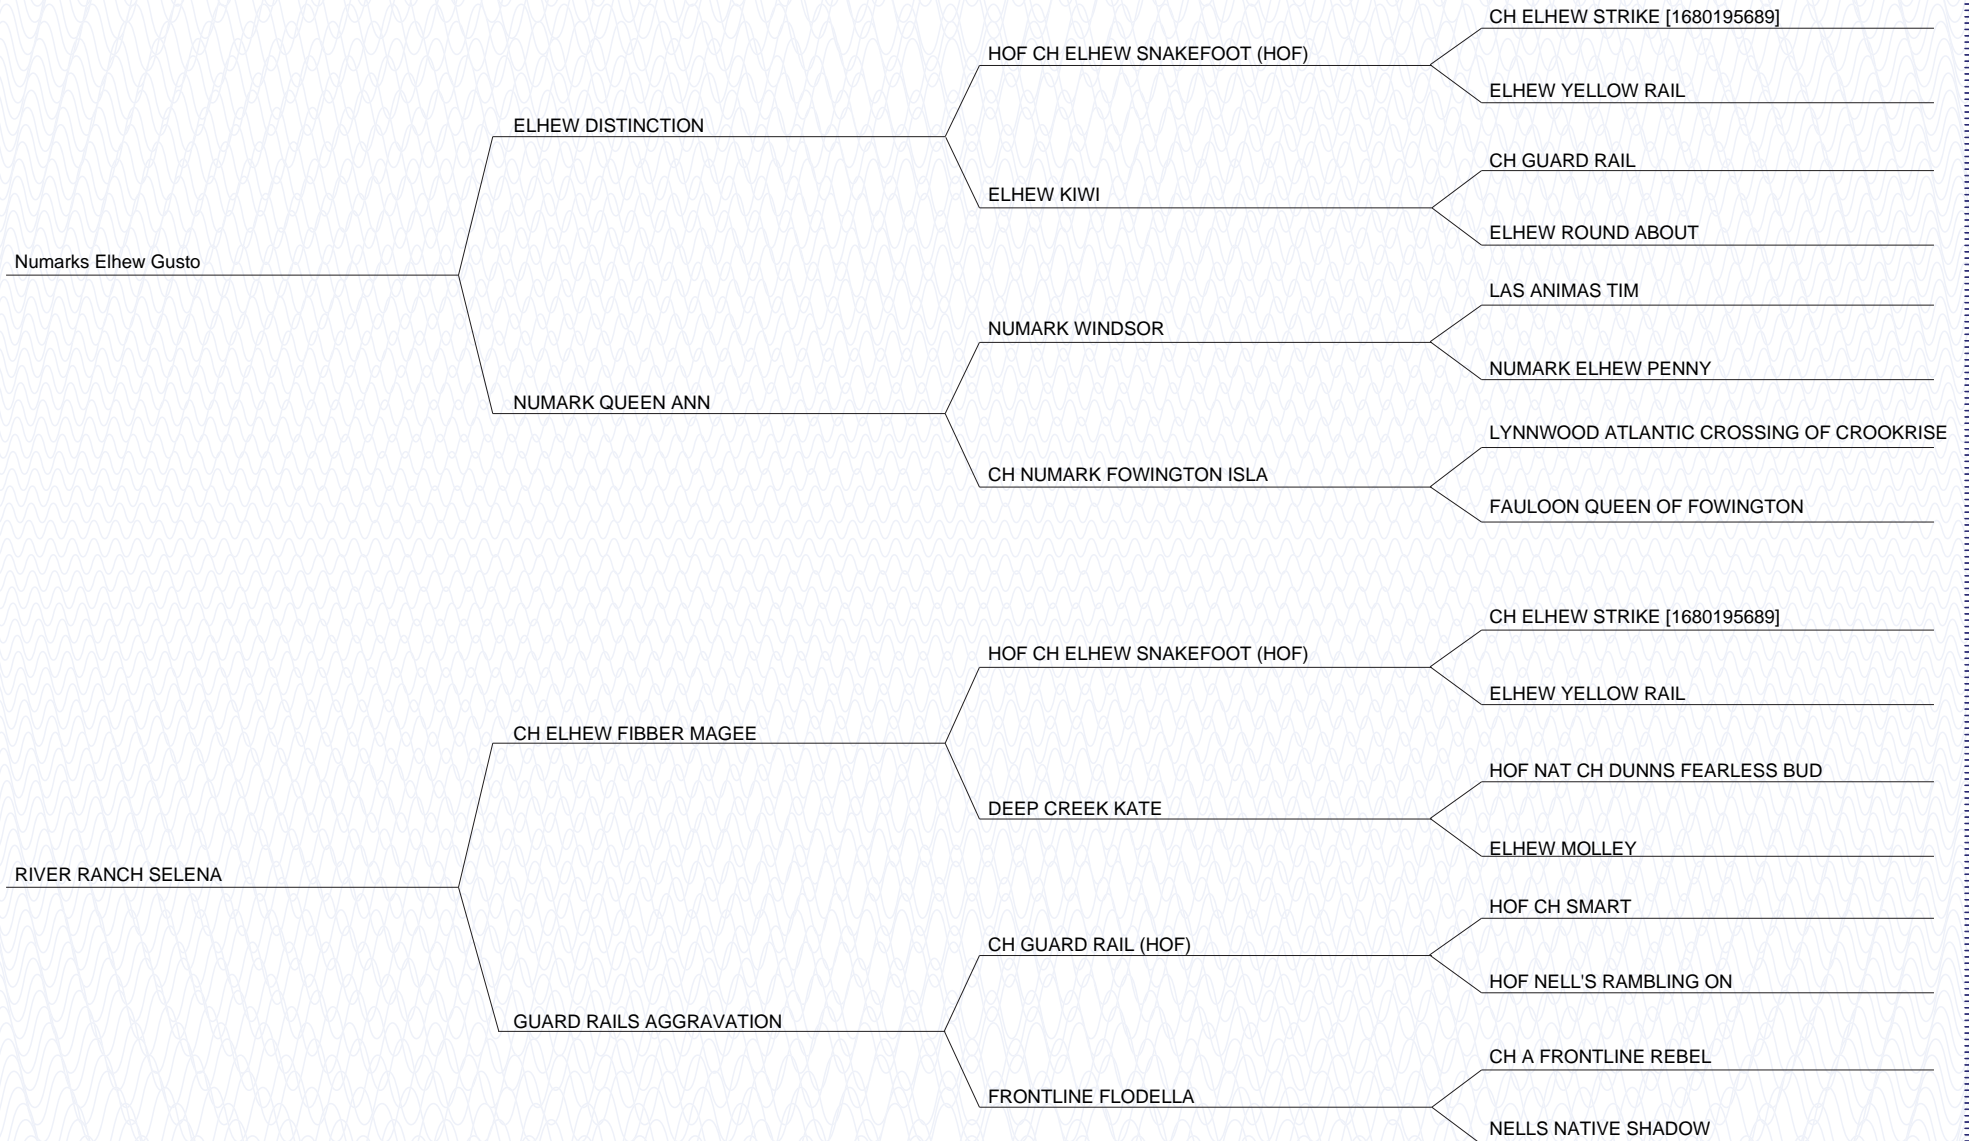 CH ELHEW STRIKE [1680195689]
HOF CH ELHEW SNAKEFOOT (HOF)
ELHEW YELLOW RAIL
ELHEW DISTINCTION
CH GUARD RAIL
ELHEW KIWI
ELHEW ROUND ABOUT
Numarks Elhew Gusto
LAS ANIMAS TIM
NUMARK WINDSOR
NUMARK ELHEW PENNY
NUMARK QUEEN ANN
LYNNWOOD ATLANTIC CROSSING OF CROOKRISE
CH NUMARK FOWINGTON ISLA
FAULOON QUEEN OF FOWINGTON
CH ELHEW STRIKE [1680195689]
HOF CH ELHEW SNAKEFOOT (HOF)
ELHEW YELLOW RAIL
CH ELHEW FIBBER MAGEE
HOF NAT CH DUNNS FEARLESS BUD
DEEP CREEK KATE
ELHEW MOLLEY
RIVER RANCH SELENA
HOF CH SMART
CH GUARD RAIL (HOF)
HOF NELL'S RAMBLING ON
GUARD RAILS AGGRAVATION
CH A FRONTLINE REBEL
FRONTLINE FLODELLA
NELLS NATIVE SHADOW